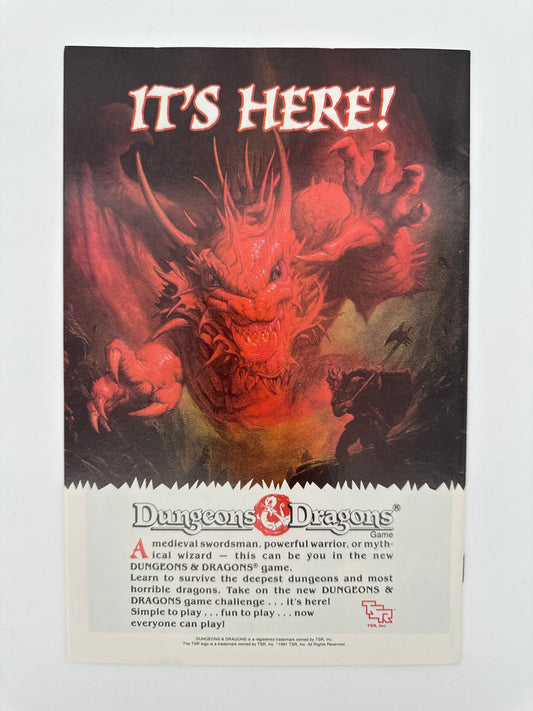 IT'S HERE!
Dungeons & Dragons®
Game
A medieval swordsman, powerful warrior, or myth-
ical wizard — this can be you in the new
DUNGEONS & DRAGONS® game.
Learn to survive the deepest dungeons and most
horrible dragons. Take on the new DUNGEONS &
DRAGONS game challenge . . . it's here!
Simple to play . . . fun to play . . . now
everyone can play!
TSR
TSR, Inc.
DUNGEONS & DRAGONS is a registered trademark owned by TSR, Inc.
The TSR logo is a trademark owned by TSR, Inc. ©1991 TSR, Inc. All Rights Reserved.